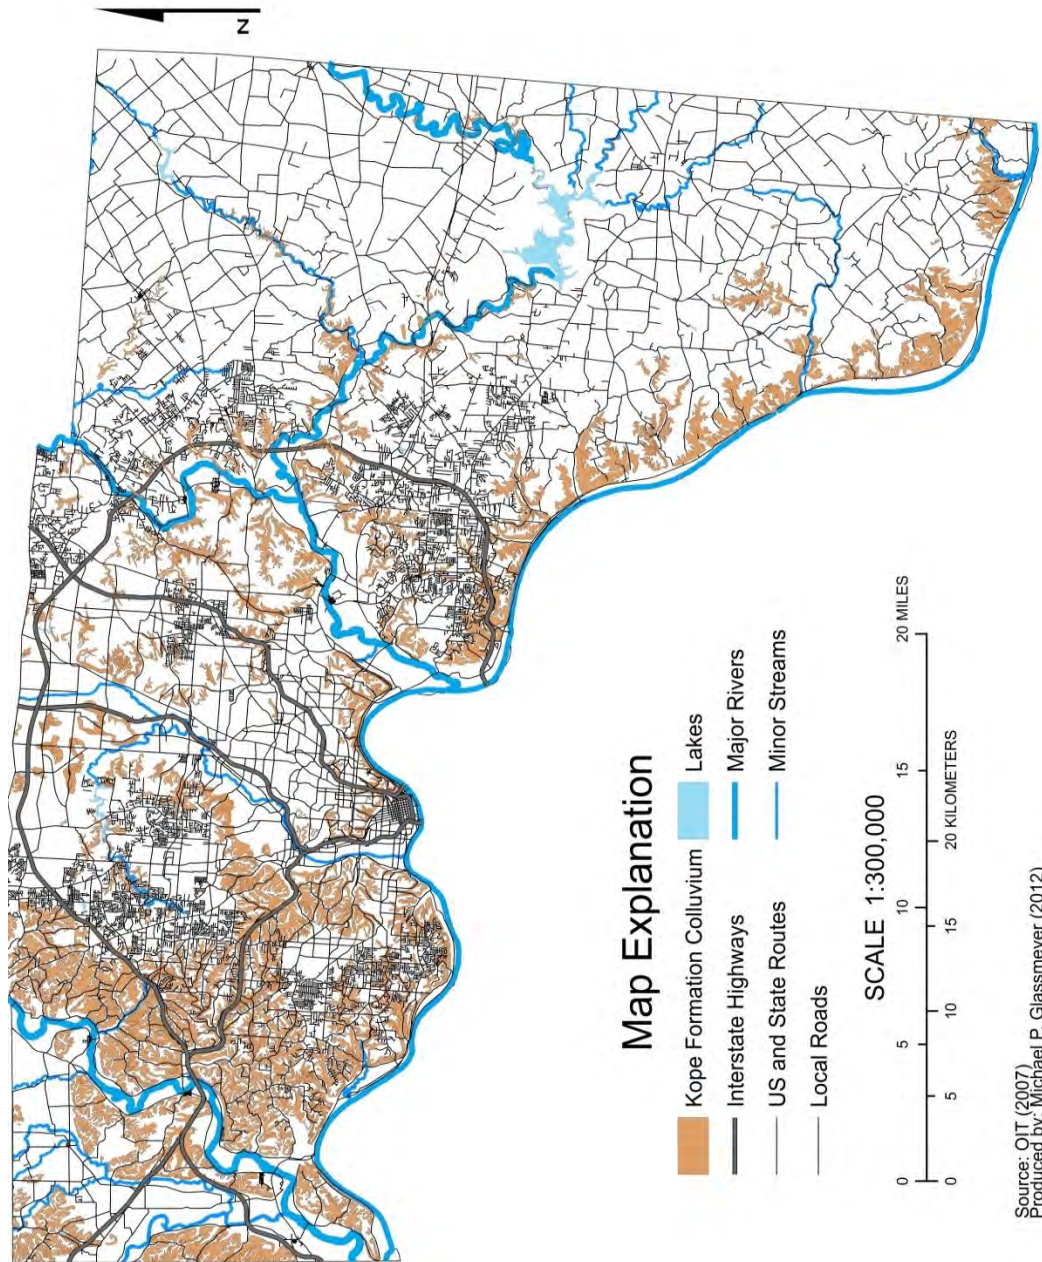 N
Map Explanation
Kope Formation Colluvium
Lakes
Interstate Highways
Major Rivers
US and State Routes
Minor Streams
Local Roads
SCALE 1:300,000
0 5 10 15 20 MILES
0 5 10 15 20 KILOMETERS
Source: OIT (2007)
Produced by: Michael P. Glassmeyer (2012)